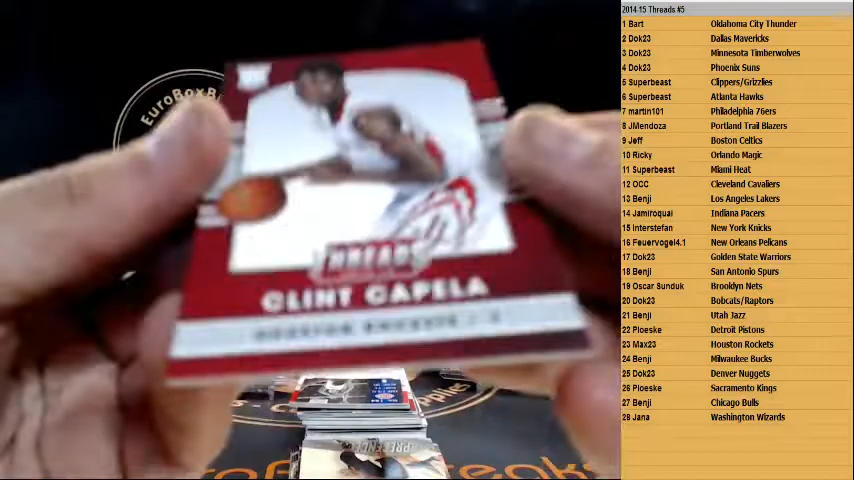 EuroBoxB
RC
THREADS
CLINT CAPELA
HOUSTON ROCKETS
PREFERRED
Breaks
2014-15 Threads #5
1 Bart Oklahoma City Thunder
2 Dok23 Dallas Mavericks
3 Dok23 Minnesota Timberwolves
4 Dok23 Phoenix Suns
5 Superbeast Clippers/Grizzlies
6 Superbeast Atlanta Hawks
7 martin101 Philadelphia 76ers
8 JMendoza Portland Trail Blazers
9 Jeff Boston Celtics
10 Ricky Orlando Magic
11 Superbeast Miami Heat
12 OCC Cleveland Cavaliers
13 Benji Los Angeles Lakers
14 Jamiroquai Indiana Pacers
15 Interstefan New York Knicks
16 Feuervogel4.1 New Orleans Pelicans
17 Dok23 Golden State Warriors
18 Benji San Antonio Spurs
19 Oscar Sunduk Brooklyn Nets
20 Dok23 Bobcats/Raptors
21 Benji Utah Jazz
22 Ploeske Detroit Pistons
23 Max23 Houston Rockets
24 Benji Milwaukee Bucks
25 Dok23 Denver Nuggets
26 Ploeske Sacramento Kings
27 Benji Chicago Bulls
28 Jana Washington Wizards